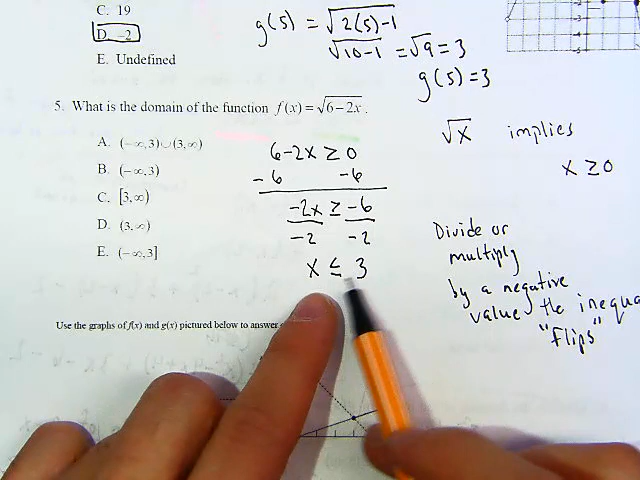 C. 19
D. -2
E. Undefined
g(5) = √2(5)-1
√10-1 = √9 = 3
g(5) = 3
5. What is the domain of the function f(x) = √6-2x.
A. (-∞,3)∪(3,∞)
B. (-∞,3)
C. [3,∞)
D. (3,∞)
E. (-∞,3]
6-2x ≥ 0
-6 -6
-2x ≥ -6
-2 -2
x ≤ 3
√x implies
x ≥ 0
Divide or
multiply
by a negative
value the inequa
"flips"
Use the graphs of f(x) and g(x) pictured below to answer